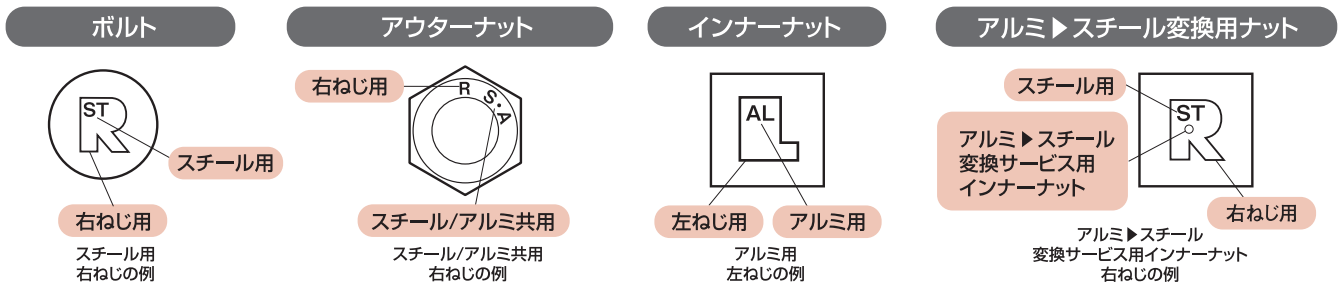 ボルト
アウターナット
インナーナット
アルミ▶スチール変換用ナット
ST
R
スチール用
右ねじ用
スチール用
右ねじの例
右ねじ用
R S・A
スチール/アルミ共用
スチール/アルミ共用
右ねじの例
AL
L
左ねじ用
アルミ用
アルミ用
左ねじの例
スチール用
ST
R
アルミ▶スチール
変換サービス用
インナーナット
右ねじ用
アルミ▶スチール
変換サービス用インナーナット
右ねじの例